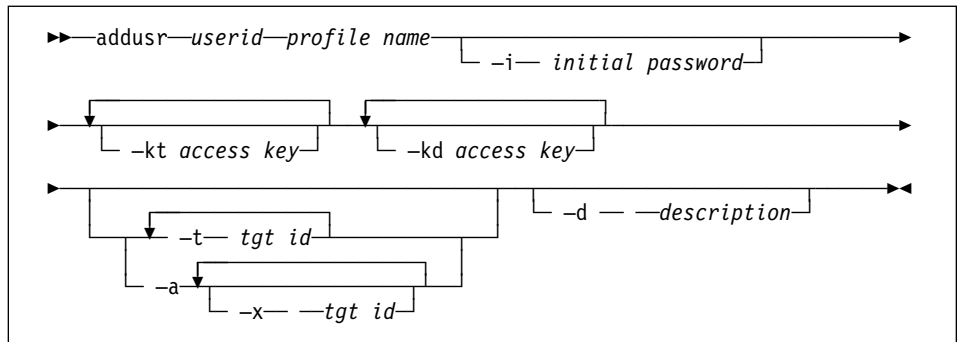 addusr userid profile name
–i initial password
–kt access key –kd access key
–t tgt id –d description
–a
–x tgt id